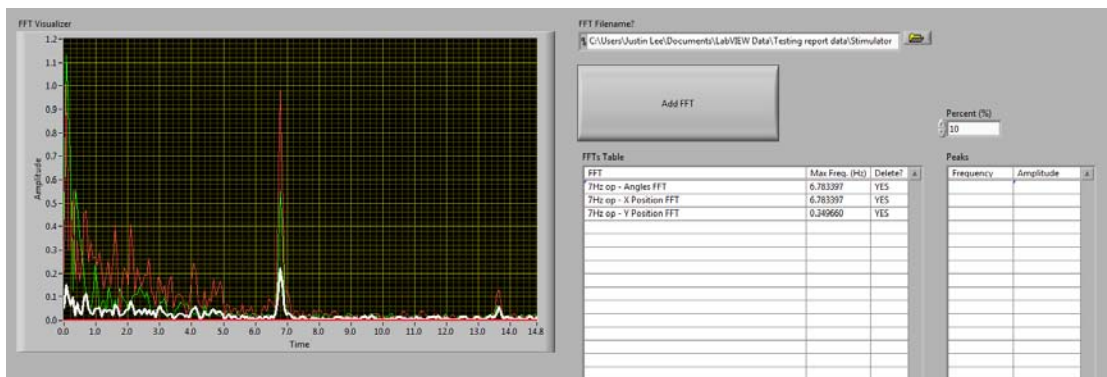 FFT Visualizer
1.2
1.1
1.0
0.9
0.8
0.7
0.6
0.5
0.4
0.3
0.2
0.1
0.0
Amplitude
0.0 1.0 2.0 3.0 4.0 5.0 6.0 7.0 8.0 9.0 10.0 11.0 12.0 13.0 14.0 14.8
Time
FFT Filename?
C:\Users\Justin Lee\Documents\LabVIEW Data\Testing report data\Stimulator
Add FFT
Percent (%)
10
FFTs Table
FFT Max Freq. (Hz) Delete?
7Hz op - Angles FFT 6.783397 YES
7Hz op - X Position FFT 6.783397 YES
7Hz op - Y Position FFT 0.349660 YES
Peaks
Frequency Amplitude